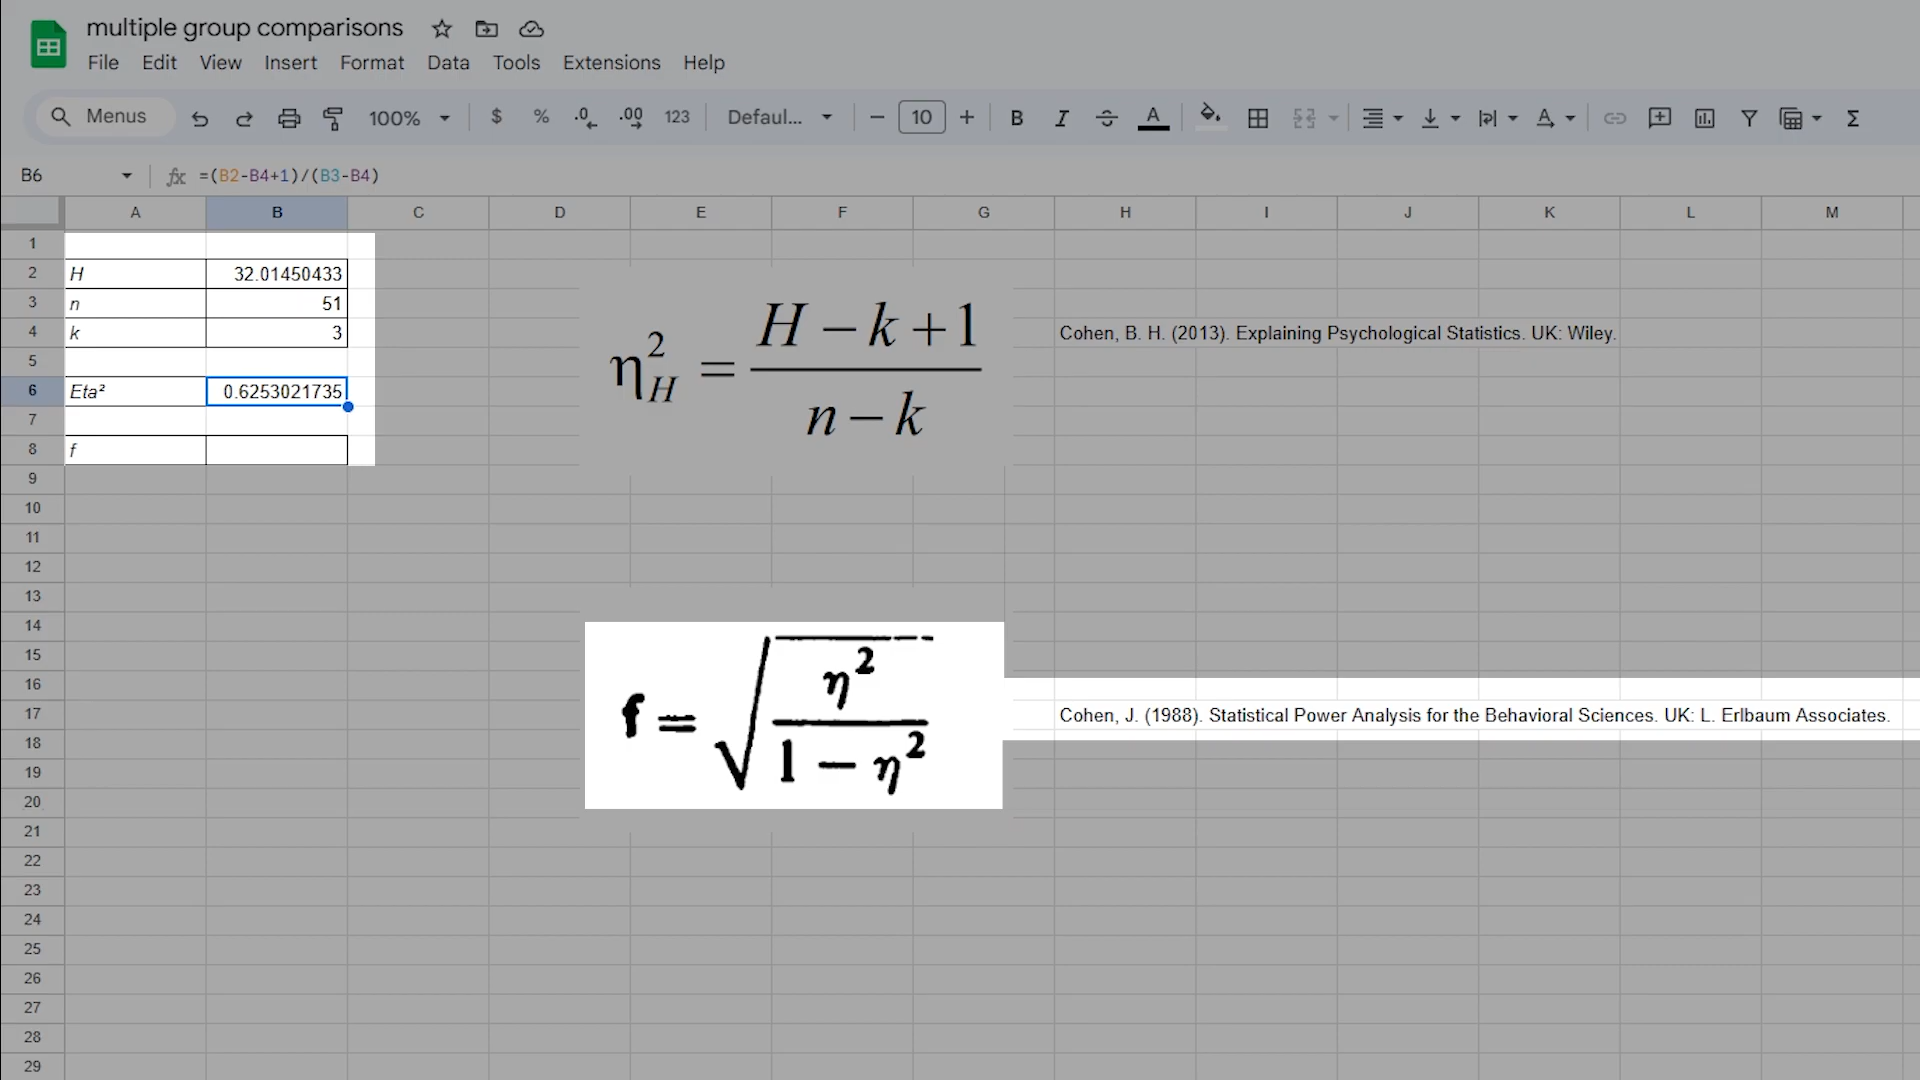 multiple group comparisons
File Edit View Insert Format Data Tools Extensions Help
Menus 100% $ % .0 .00 123 Defaul... − 10 + B I S A Σ
B6 fx =(B2-B4+1)/(B3-B4)
A B C D E F G H I J K L M
1
2 H 32.01450433
3 n 51
4 k 3
5
6 Eta² 0.6253021735
7
8 f
9
10
11
12
13
14
15
16
17
18
19
20
21
22
23
24
25
26
27
28
29
η²_H = (H − k + 1) / (n − k)
Cohen, B. H. (2013). Explaining Psychological Statistics. UK: Wiley.
f = √(η² / (1 − η²))
Cohen, J. (1988). Statistical Power Analysis for the Behavioral Sciences. UK: L. Erlbaum Associates.